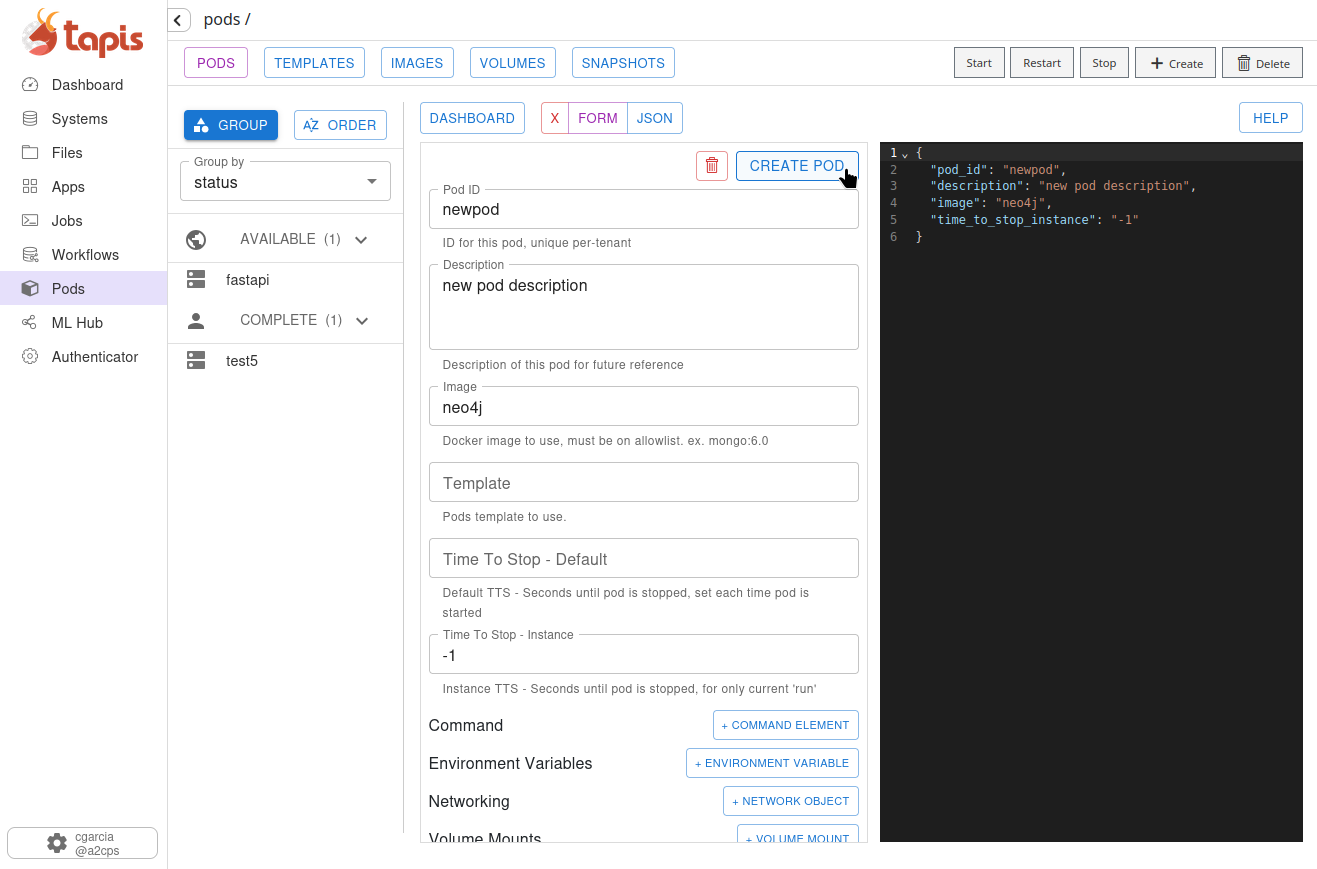 tapis
pods /
Dashboard
Systems
Files
Apps
Jobs
Workflows
Pods
ML Hub
Authenticator
cgarcia
@a2cps
PODS TEMPLATES IMAGES VOLUMES SNAPSHOTS
Start Restart Stop + Create Delete
GROUP AZ ORDER
Group by
status
AVAILABLE (1)
fastapi
COMPLETE (1)
test5
DASHBOARD X FORM JSON HELP
CREATE POD
Pod ID
newpod
ID for this pod, unique per-tenant
Description
new pod description
Description of this pod for future reference
Image
neo4j
Docker image to use, must be on allowlist. ex. mongo:6.0
Template
Pods template to use.
Time To Stop - Default
Default TTS - Seconds until pod is stopped, set each time pod is
started
Time To Stop - Instance
-1
Instance TTS - Seconds until pod is stopped, for only current 'run'
Command + COMMAND ELEMENT
Environment Variables + ENVIRONMENT VARIABLE
Networking + NETWORK OBJECT
Volume Mounts + VOLUME MOUNT
1 {
2 "pod_id": "newpod",
3 "description": "new pod description",
4 "image": "neo4j",
5 "time_to_stop_instance": "-1"
6 }